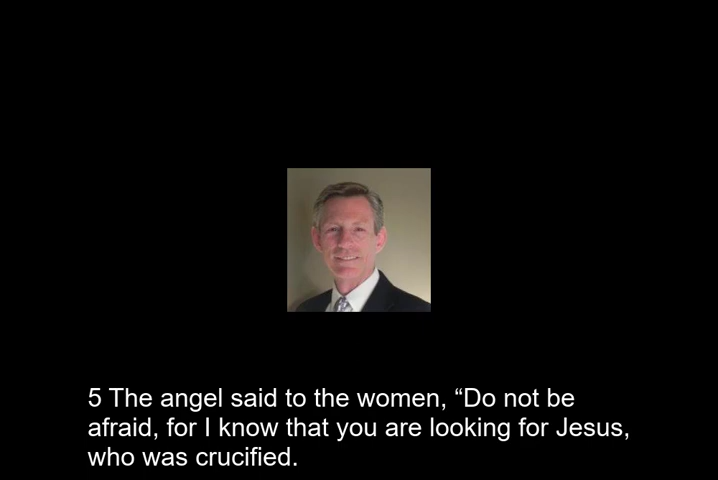 5 The angel said to the women, “Do not be
afraid, for I know that you are looking for Jesus,
who was crucified.